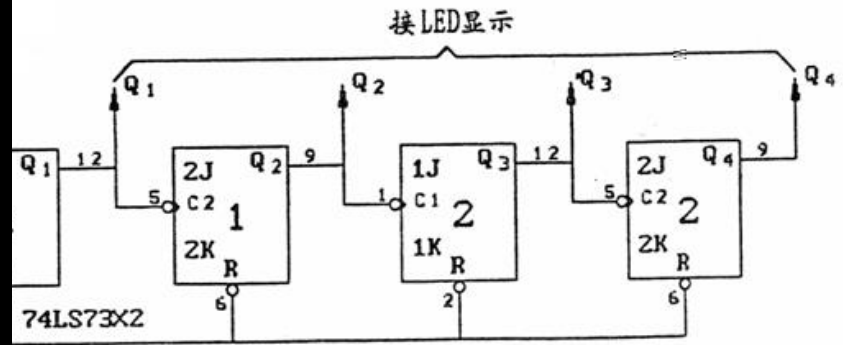 接LED显示
Q1
Q2
Q3
Q4
Q1 12
2J Q2 9
1J Q3 12
2J Q4 9
5 C2 1
1 C1 2
5 C2 2
2K R
1K R
2K R
6
2
6
74LS73X2